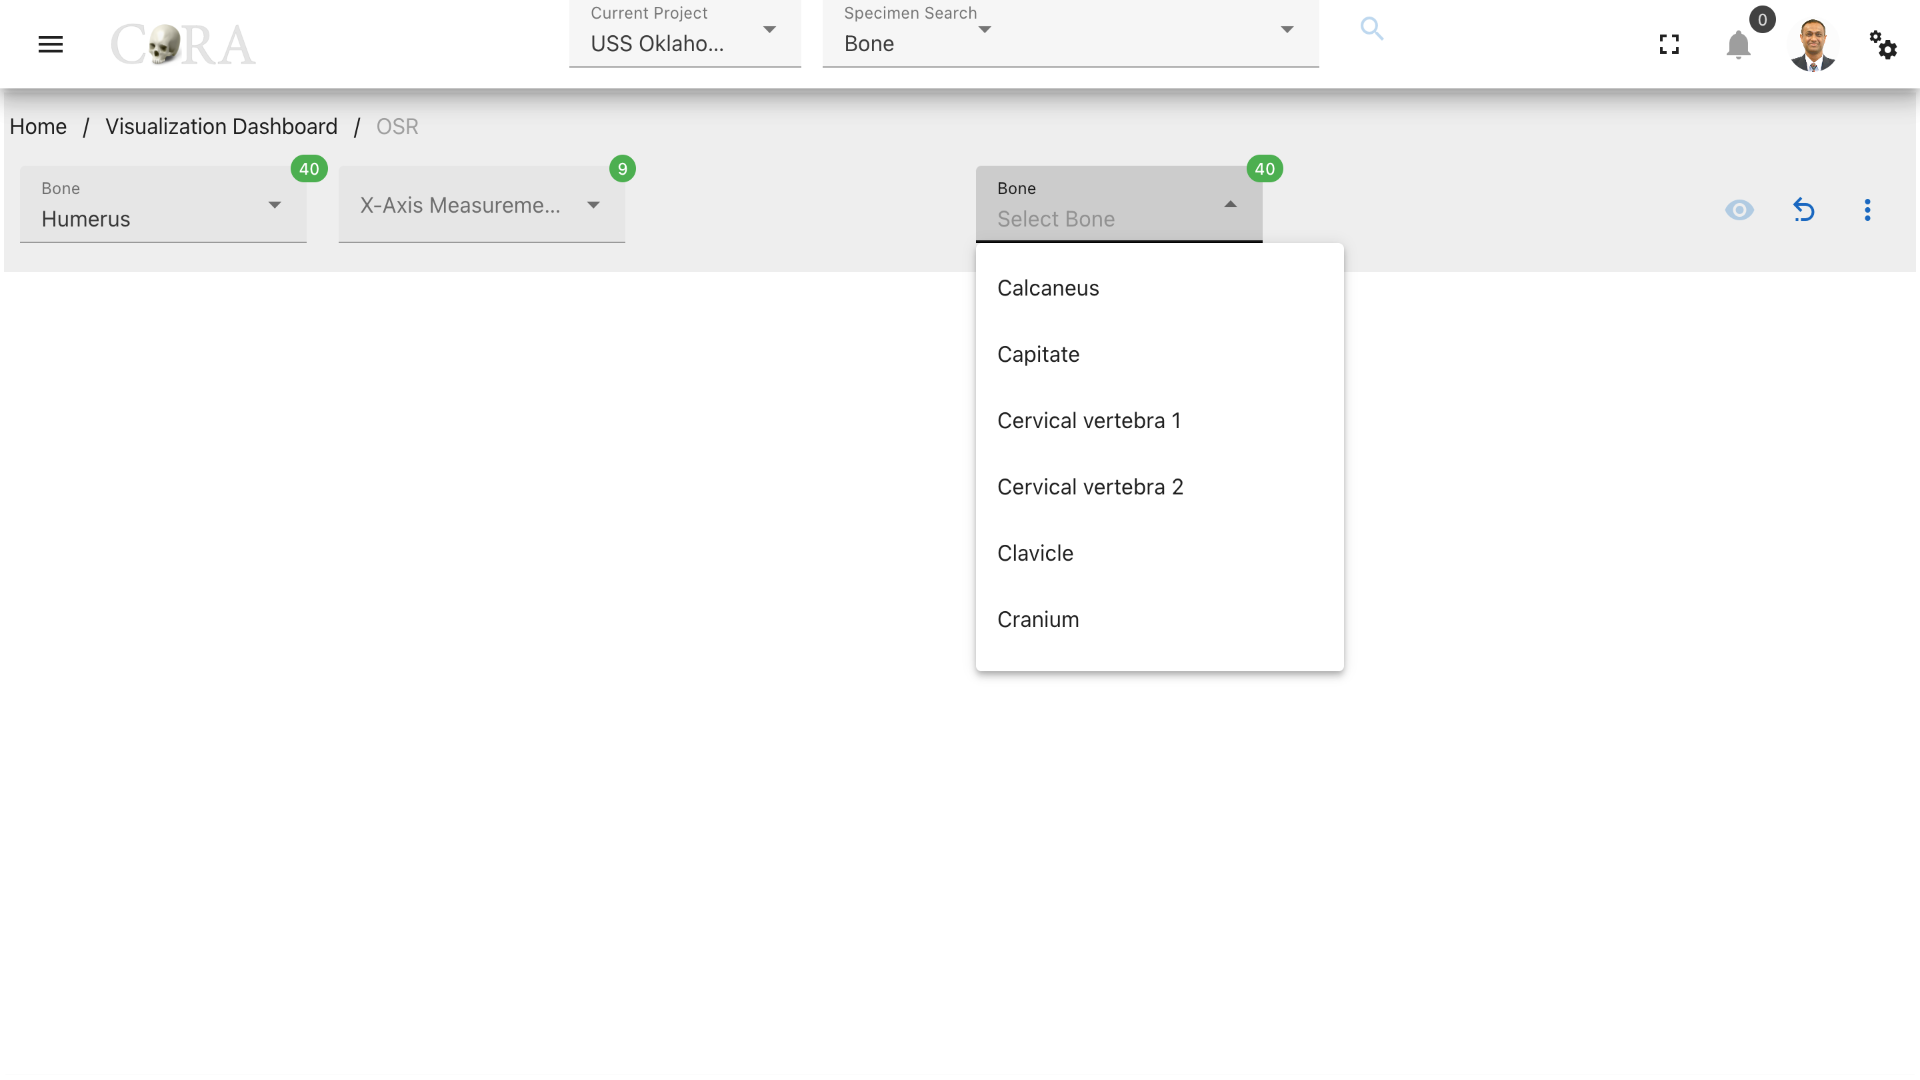 CORA
Current Project
USS Oklaho...
Specimen Search
Bone
0
Home / Visualization Dashboard / OSR
Bone
Humerus
40
X-Axis Measureme...
9
Bone
Select Bone
40
Calcaneus
Capitate
Cervical vertebra 1
Cervical vertebra 2
Clavicle
Cranium